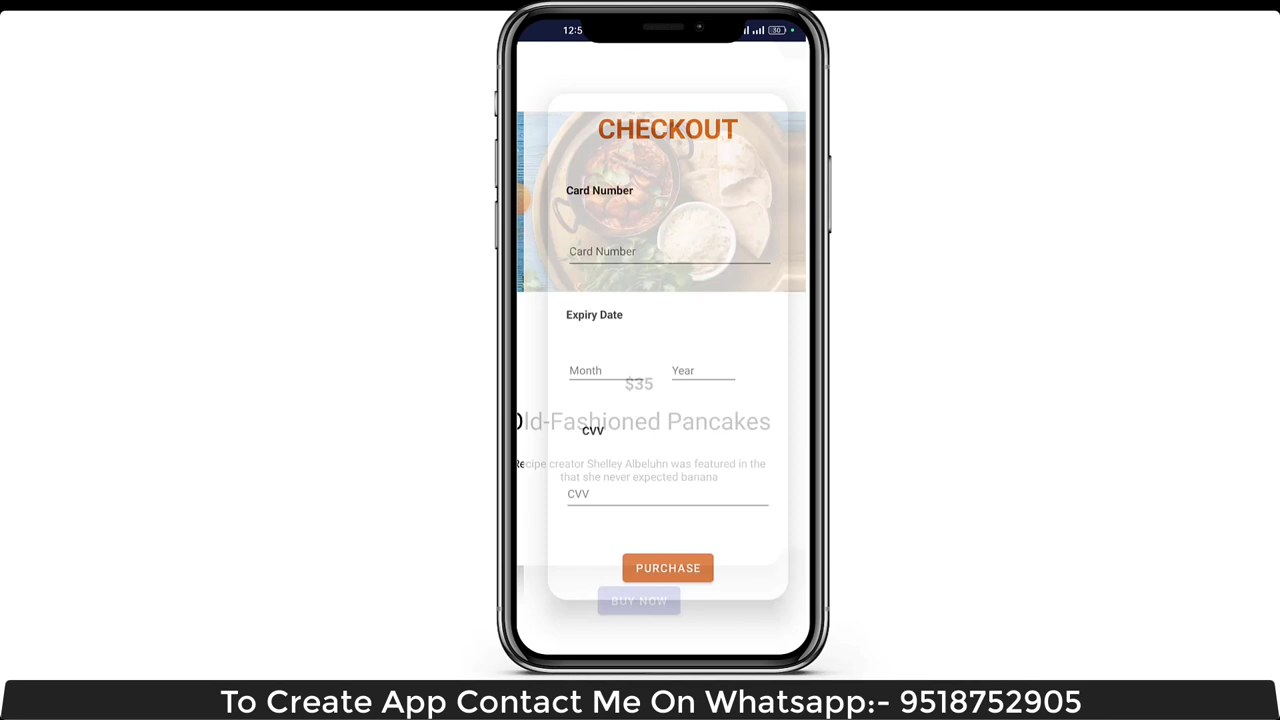 12:5
30
CHECKOUT
Card Number
Card Number
Expiry Date
Month Year
$35
Old-Fashioned Pancakes
CVV
Recipe creator Shelley Albeluhn was featured in the
that she never expected banana
CVV
PURCHASE
BUY NOW
To Create App Contact Me On Whatsapp:- 9518752905